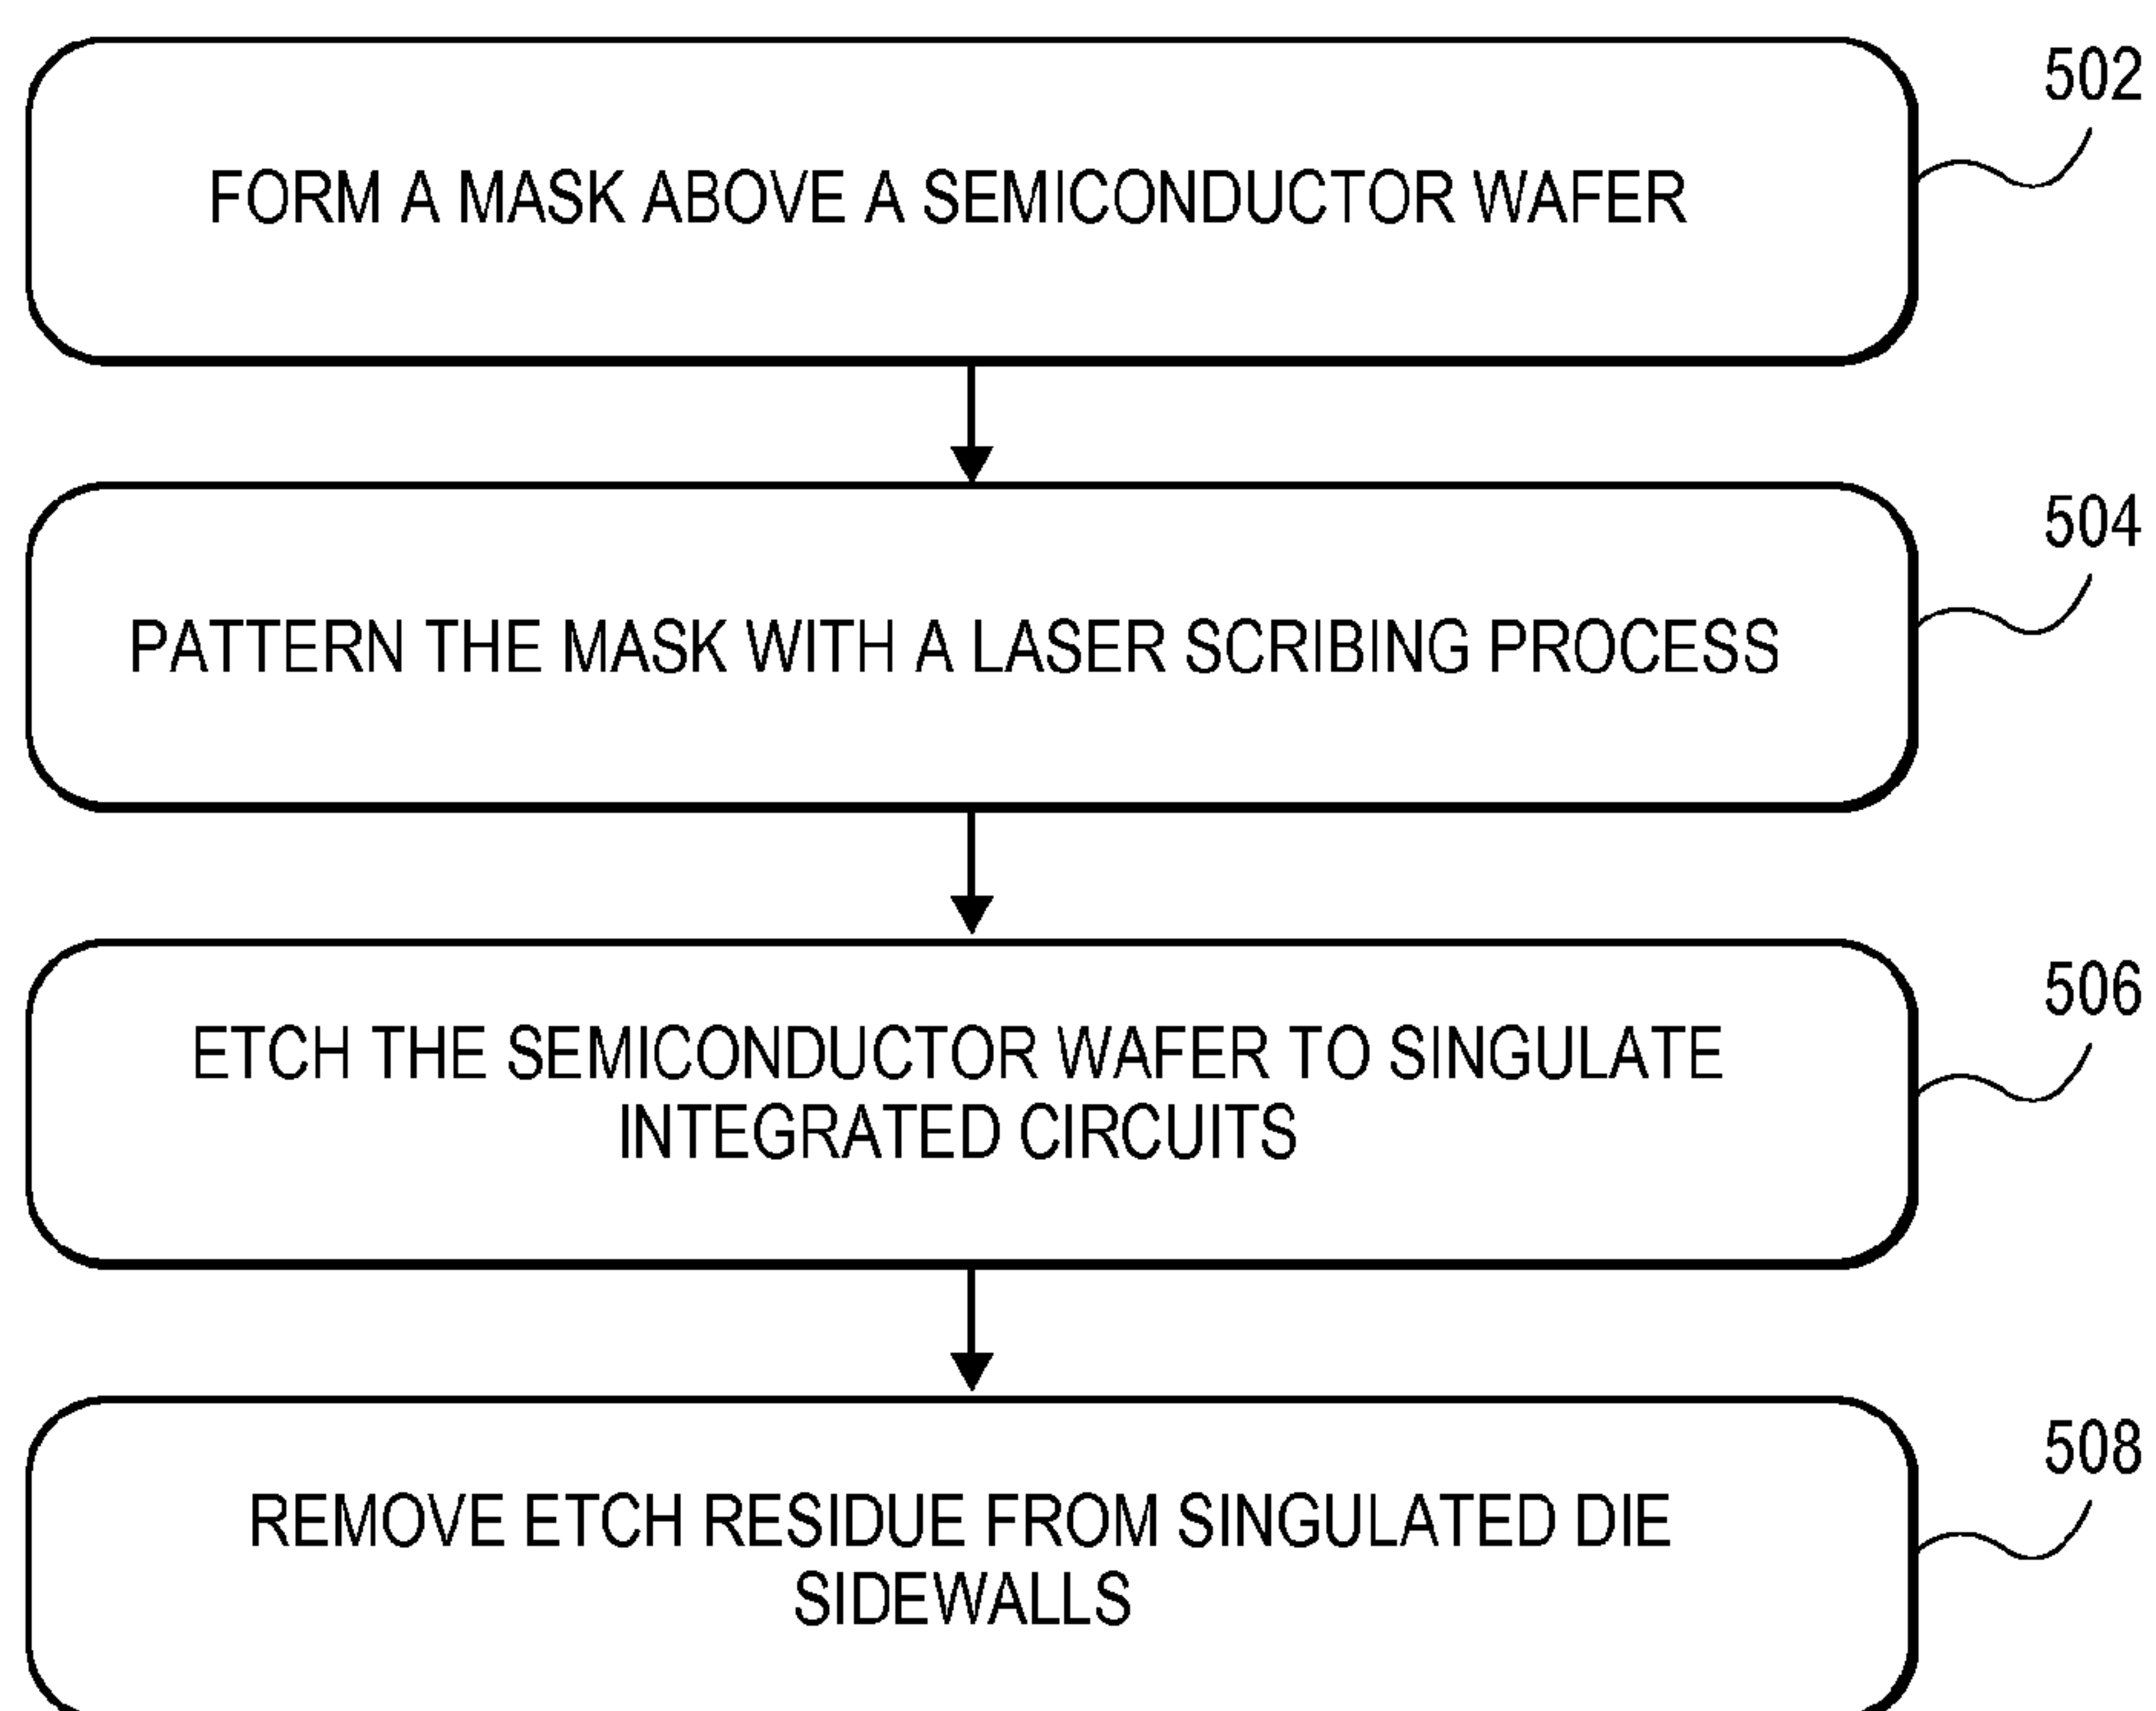 502
FORM A MASK ABOVE A SEMICONDUCTOR WAFER
504
PATTERN THE MASK WITH A LASER SCRIBING PROCESS
506
ETCH THE SEMICONDUCTOR WAFER TO SINGULATE
INTEGRATED CIRCUITS
508
REMOVE ETCH RESIDUE FROM SINGULATED DIE
SIDEWALLS